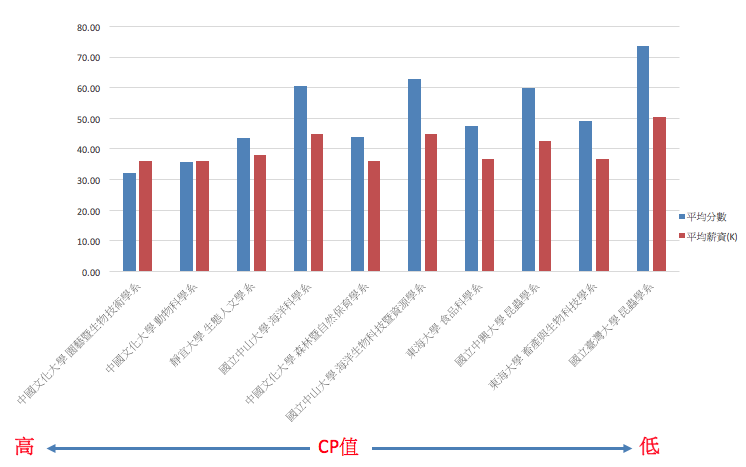 80.00
70.00
60.00
50.00
40.00
30.00
20.00
10.00
0.00
平均分數
平均薪資(K)
中國文化大學 園藝暨生物技術學系
中國文化大學 動物科學系
靜宜大學 生態人文學系
國立中山大學 海洋科學系
中國文化大學 森林暨自然保育學系
國立中山大學 海洋生物科技暨資源學系
東海大學 食品科學系
國立中興大學 昆蟲學系
東海大學 畜產與生物科技學系
國立臺灣大學 昆蟲學系
高 CP值 低